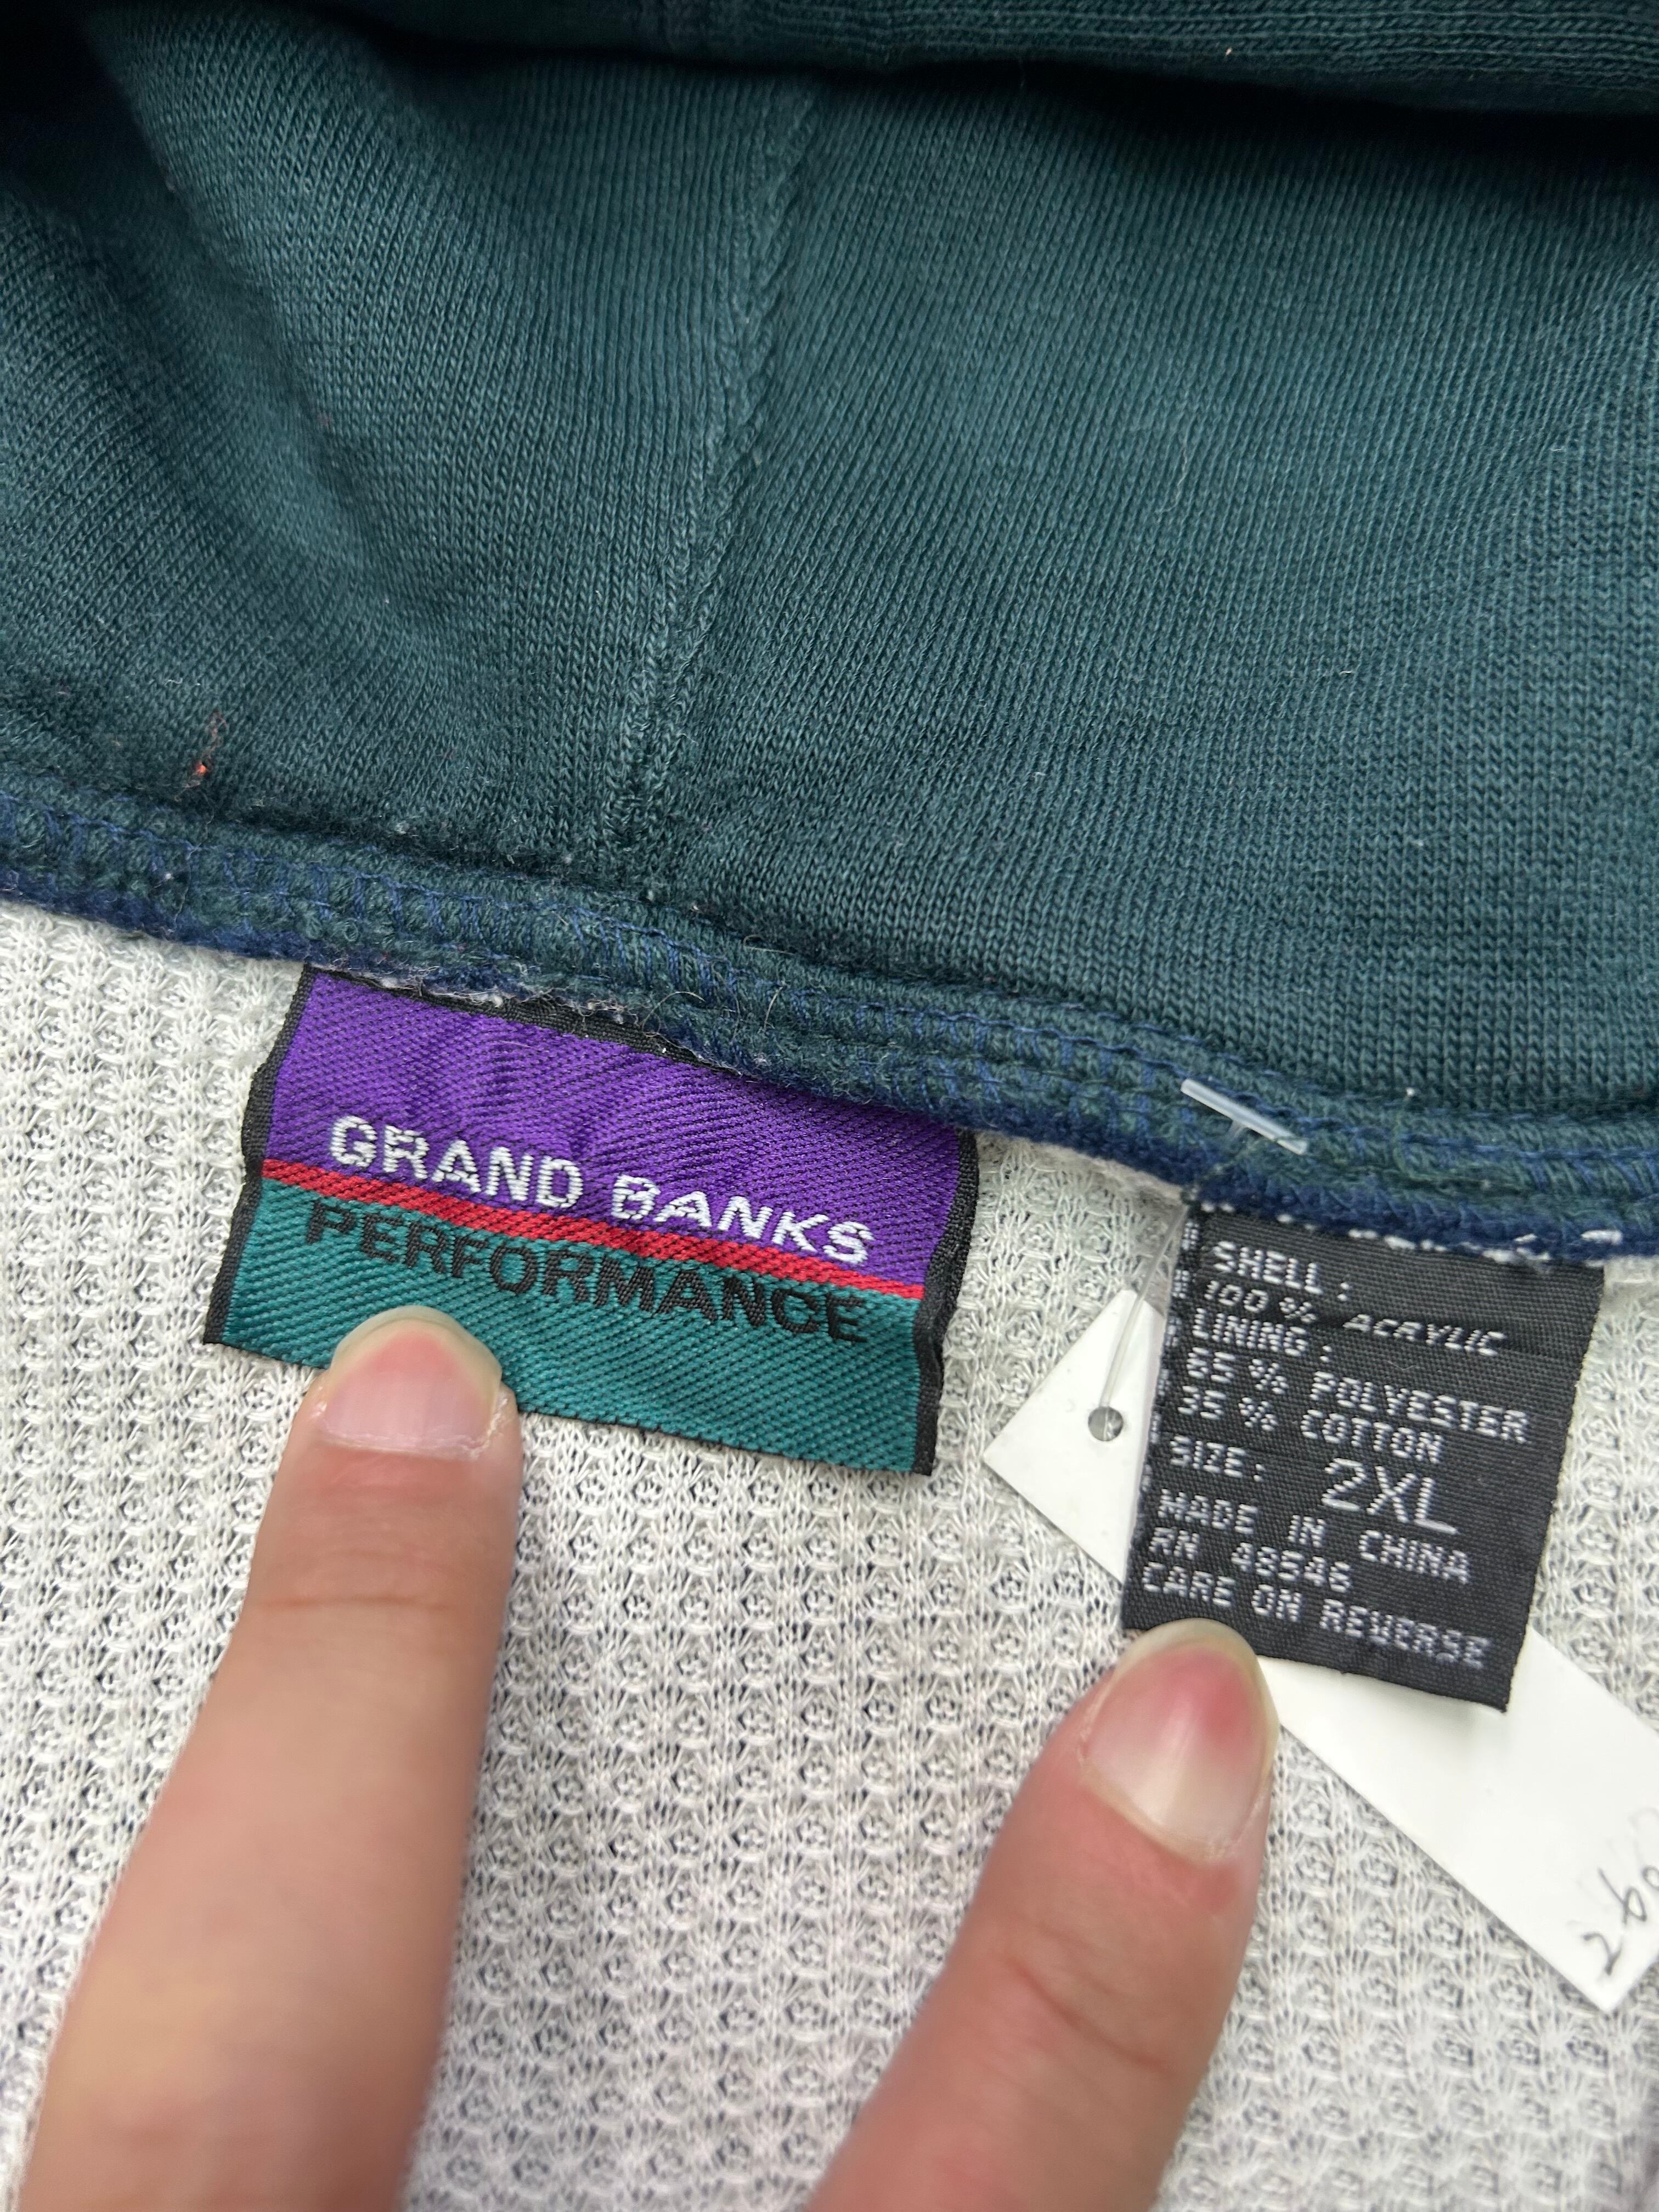 GRAND BANKS
PERFORMANCE
SHELL:
100% ACRYLIC
LINING:
65% POLYESTER
35% COTTON
SIZE: 2XL
MADE IN CHINA
RN 48546
CARE ON REVERSE